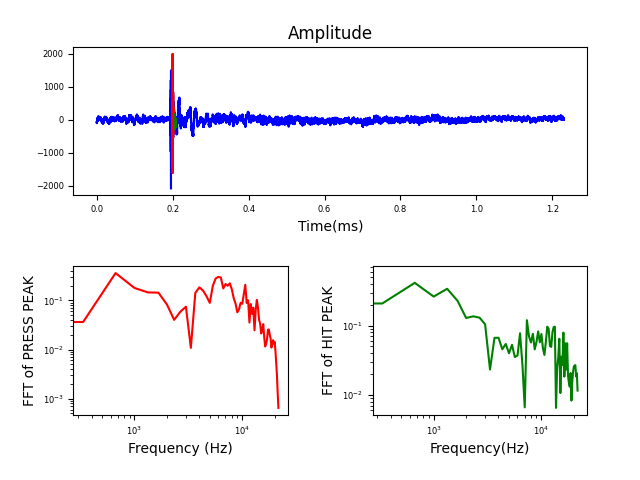 Amplitude
2000
1000
0
−1000
−2000
0.0 0.2 0.4 0.6 0.8 1.0 1.2
Time(ms)
FFT of PRESS PEAK
10⁻¹
10⁻²
10⁻³
10³ 10⁴
Frequency (Hz)
FFT of HIT PEAK
10⁻¹
10⁻²
10³ 10⁴
Frequency(Hz)